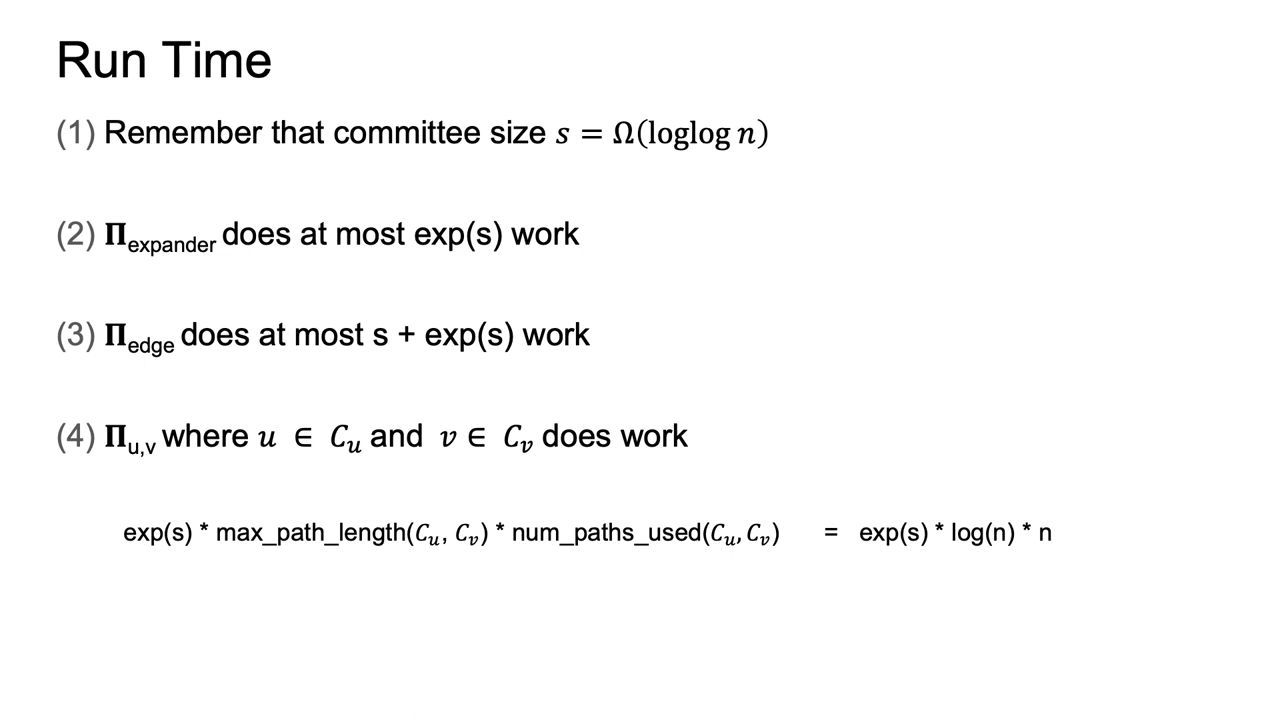 Run Time
(1) Remember that committee size 𝑠 = Ω(loglog 𝑛)
(2) 𝚷expander does at most exp(s) work
(3) 𝚷edge does at most s + exp(s) work
(4) 𝚷u,v where 𝑢 ∈ 𝐶𝑢 and 𝑣 ∈ 𝐶𝑣 does work
exp(s) * max_path_length(𝐶𝑢, 𝐶𝑣) * num_paths_used(𝐶𝑢, 𝐶𝑣) = exp(s) * log(n) * n